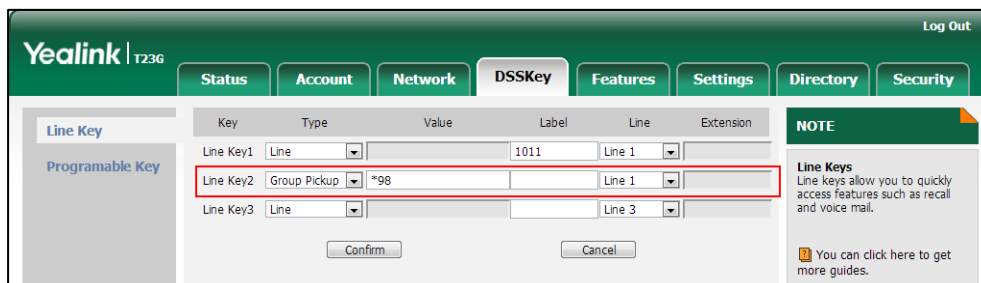 Log Out
Yealink | T23G
Status Account Network DSSKey Features Settings Directory Security
Line Key
Programable Key
Key Type Value Label Line Extension
Line Key1 Line 1011 Line 1
Line Key2 Group Pickup *98 Line 1
Line Key3 Line Line 3
Confirm Cancel
NOTE
Line Keys
Line keys allow you to quickly
access features such as recall
and voice mail.
? You can click here to get
more guides.